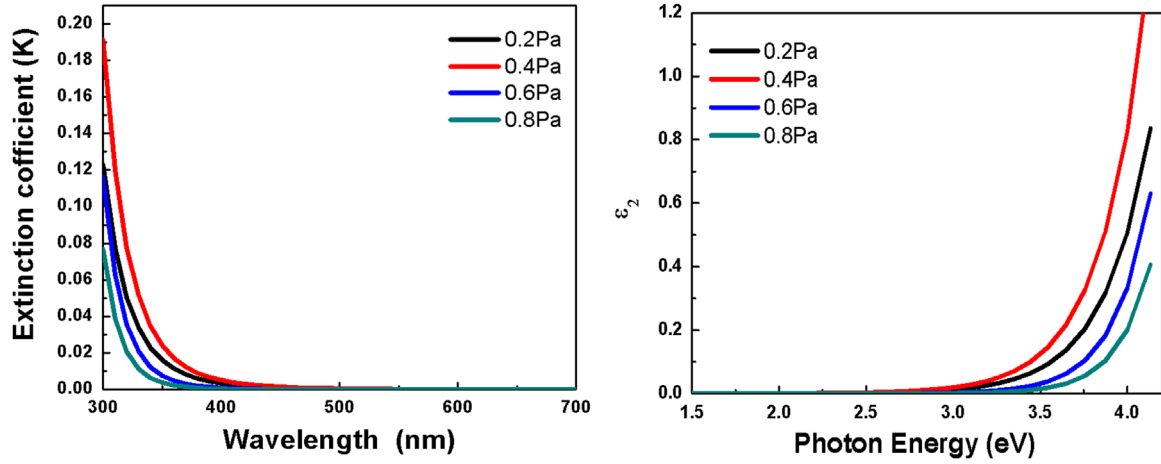 Extinction cofficient (K)
0.20
0.18
0.16
0.14
0.12
0.10
0.08
0.06
0.04
0.02
0.00
0.2Pa
0.4Pa
0.6Pa
0.8Pa
300
400
500
600
700
Wavelength (nm)
ε2
1.2
1.0
0.8
0.6
0.4
0.2
0.0
0.2Pa
0.4Pa
0.6Pa
0.8Pa
1.5
2.0
2.5
3.0
3.5
4.0
Photon Energy (eV)